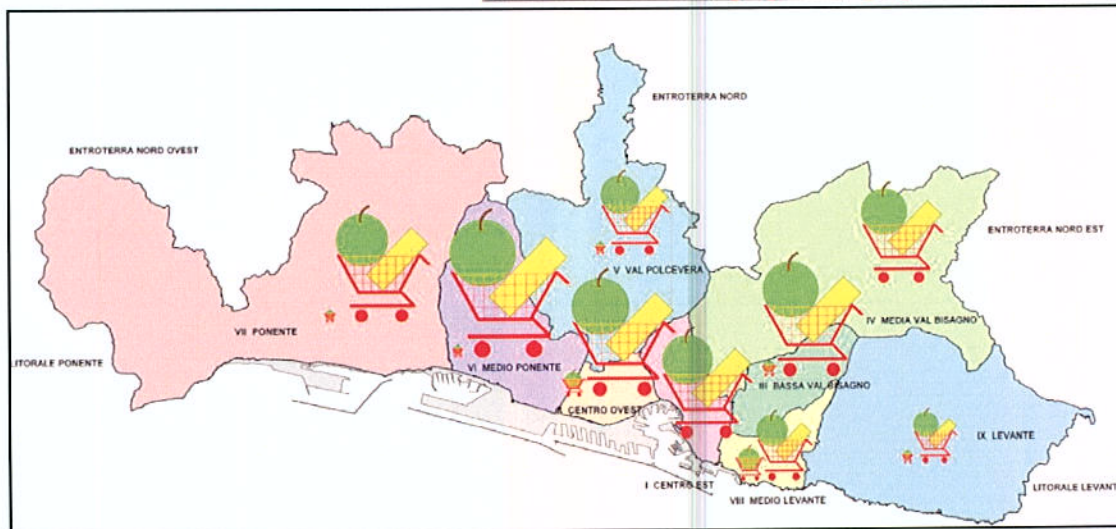 ENTROTERRA NORD
ENTROTERRA NORD OVEST
ENTROTERRA NORD EST
V VAL POLCEVERA
IV MEDIA VAL BISAGNO
VII PONENTE
LITORALE PONENTE
VI MEDIO PONENTE
III BASSA VAL BISAGNO
CENTRO OVEST
IX LEVANTE
I CENTRO EST
LITORALE LEVANT
VIII MEDIO LEVANTE